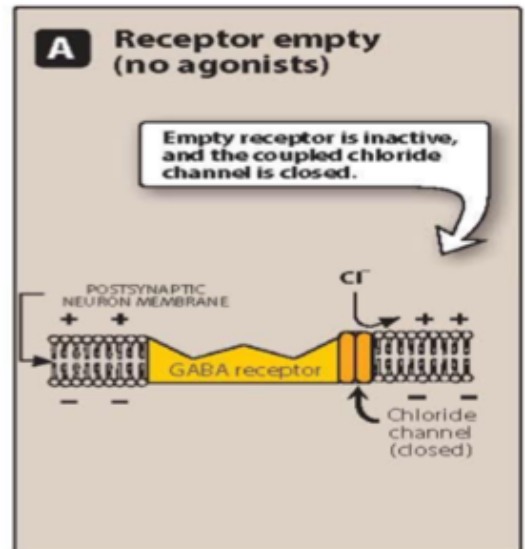 A
Receptor empty
(no agonists)
Empty receptor is inactive,
and the coupled chloride
channel is closed.
Cl⁻
POSTSYNAPTIC
NEURON MEMBRANE
+ + + +
GABA receptor
– – – –
Chloride
channel
(closed)